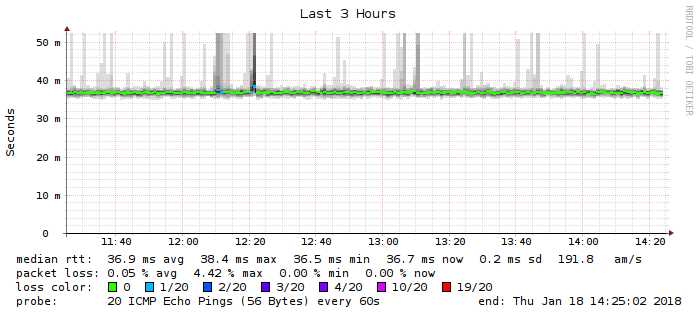 Last 3 Hours
RRDTOOL / TOBI OETIKER
Seconds
50 m
40 m
30 m
20 m
10 m
0
11:40 12:00 12:20 12:40 13:00 13:20 13:40 14:00 14:20
median rtt: 36.9 ms avg 38.4 ms max 36.5 ms min 36.7 ms now 0.2 ms sd 191.8 am/s
packet loss: 0.05 % avg 4.42 % max 0.00 % min 0.00 % now
loss color: 0 1/20 2/20 3/20 4/20 10/20 19/20
probe: 20 ICMP Echo Pings (56 Bytes) every 60s end: Thu Jan 18 14:25:02 2018